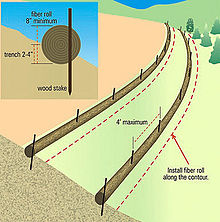 fiber roll
8" minimum
trench 2-4"
wood stake
4' maximum
Install fiber roll
along the contour.